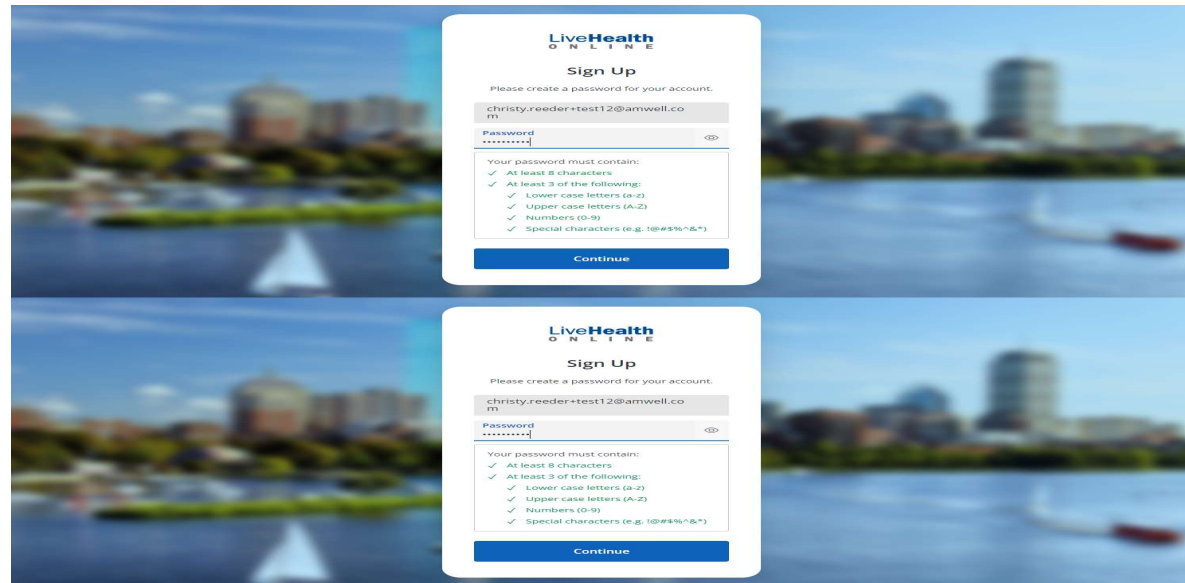 LiveHealth
ONLINE
Sign Up
Please create a password for your account.
christy.reeder+test12@amwell.co
m
Password
••••••••••
Your password must contain:
✓ At least 8 characters
✓ At least 3 of the following:
✓ Lower case letters (a-z)
✓ Upper case letters (A-Z)
✓ Numbers (0-9)
✓ Special characters (e.g. !@#$%^&*)
Continue
LiveHealth
ONLINE
Sign Up
Please create a password for your account.
christy.reeder+test12@amwell.co
m
Password
••••••••••
Your password must contain:
✓ At least 8 characters
✓ At least 3 of the following:
✓ Lower case letters (a-z)
✓ Upper case letters (A-Z)
✓ Numbers (0-9)
✓ Special characters (e.g. !@#$%^&*)
Continue